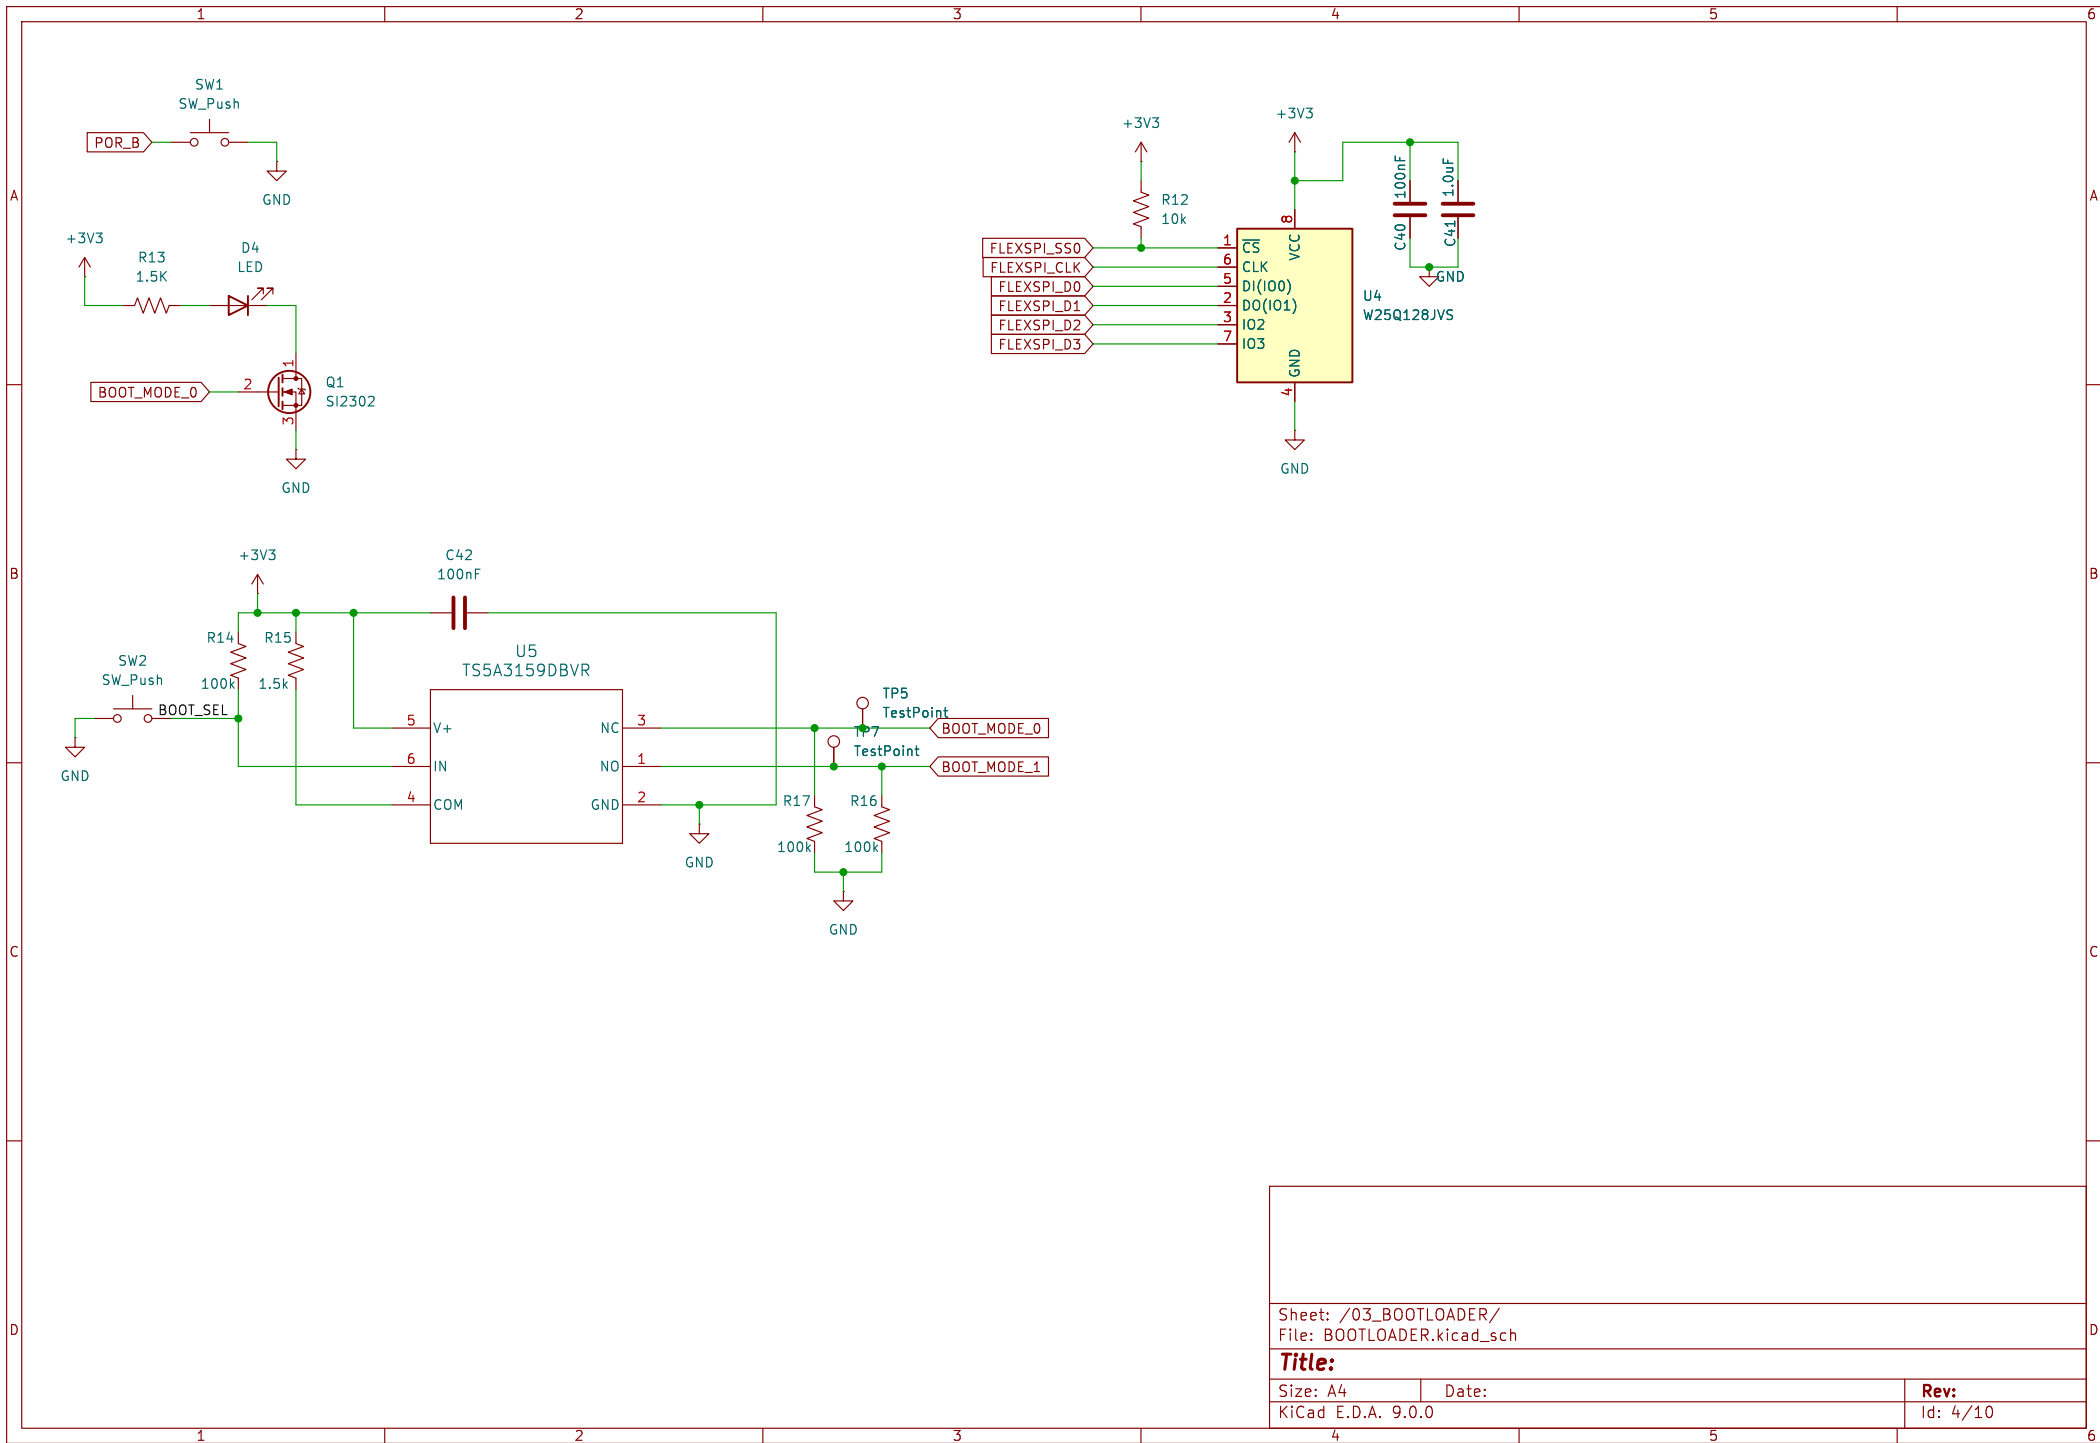 1 2 3 4 5 6
A
B
C
D
A
B
C
D
1 2 3 4 5 6
SW1
SW_Push
POR_B
GND
+3V3
R13
1.5K
D4
LED
BOOT_MODE_0
2
1
3
Q1
SI2302
GND
+3V3
R12
10k
+3V3
100nF
C40
1.0uF
C41
GND
FLEXSPI_SS0
FLEXSPI_CLK
FLEXSPI_D0
FLEXSPI_D1
FLEXSPI_D2
FLEXSPI_D3
1 CS
6 CLK
5 DI(IO0)
2 DO(IO1)
3 IO2
7 IO3
8 VCC
4 GND
U4
W25Q128JVS
GND
+3V3
C42
100nF
R14
100k
R15
1.5k
SW2
SW_Push
BOOT_SEL
GND
U5
TS5A3159DBVR
5 V+
6 IN
4 COM
NC 3
NO 1
GND 2
GND
TP5
TestPoint
TP7
TestPoint
BOOT_MODE_0
BOOT_MODE_1
R17
100k
R16
100k
GND
Sheet: /03_BOOTLOADER/
File: BOOTLOADER.kicad_sch
Title:
Size: A4 Date: Rev:
KiCad E.D.A. 9.0.0 Id: 4/10